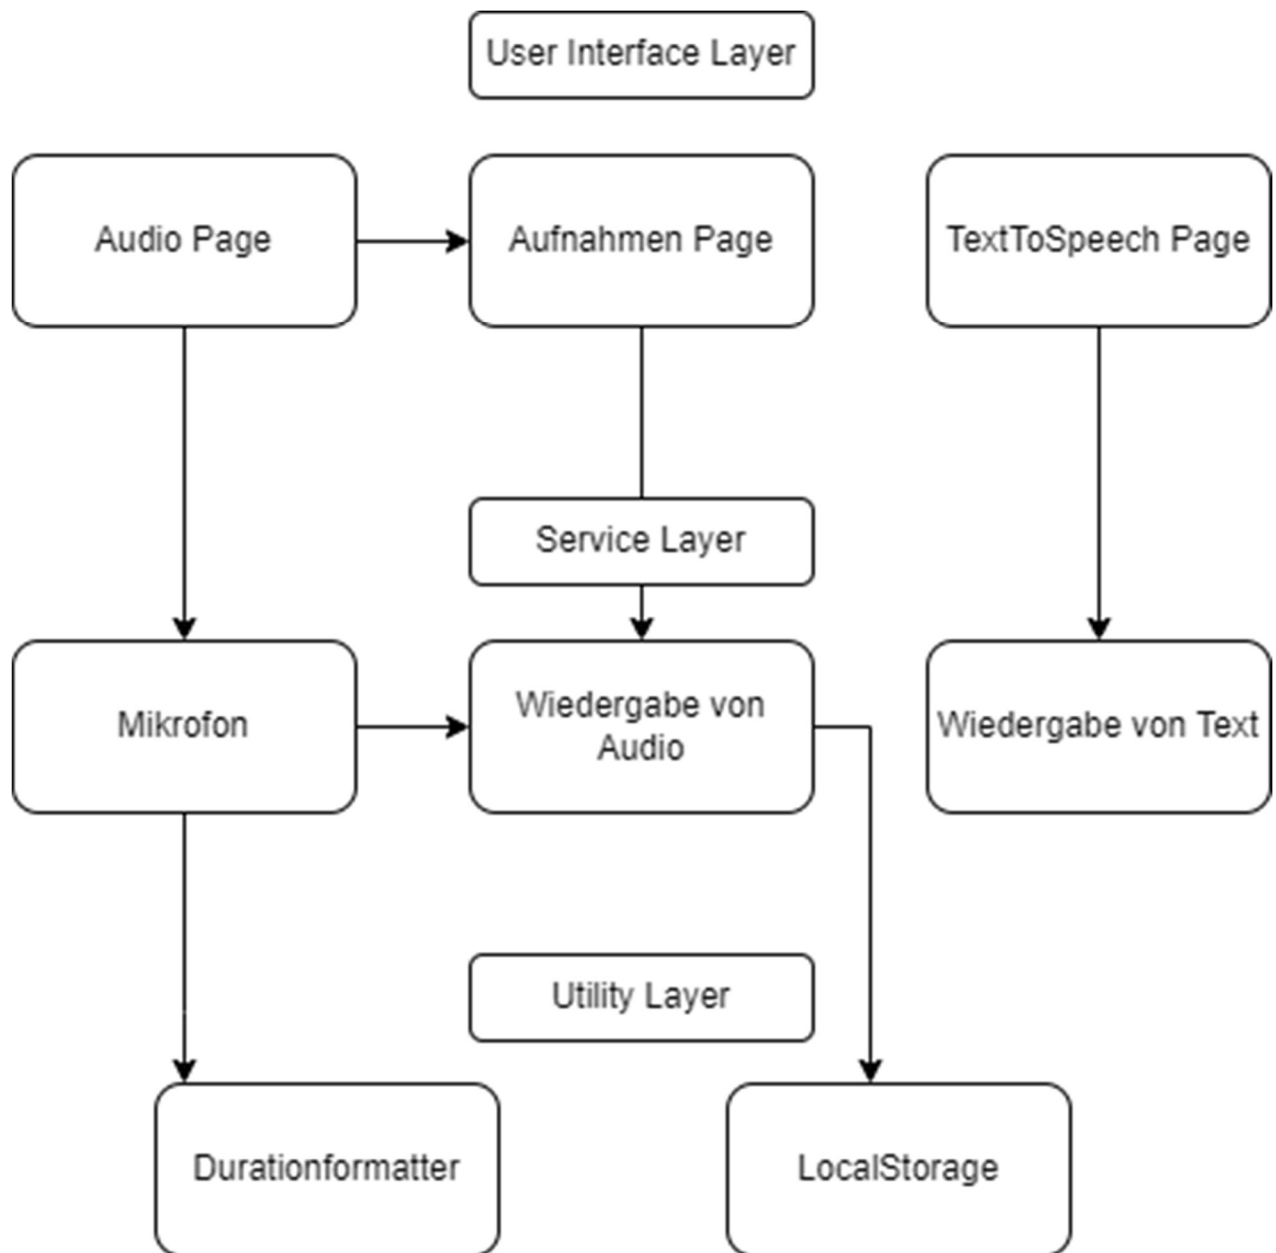 User Interface Layer
Audio Page
Aufnahmen Page
TextToSpeech Page
Service Layer
Mikrofon
Wiedergabe von
Audio
Wiedergabe von Text
Utility Layer
Durationformatter
LocalStorage